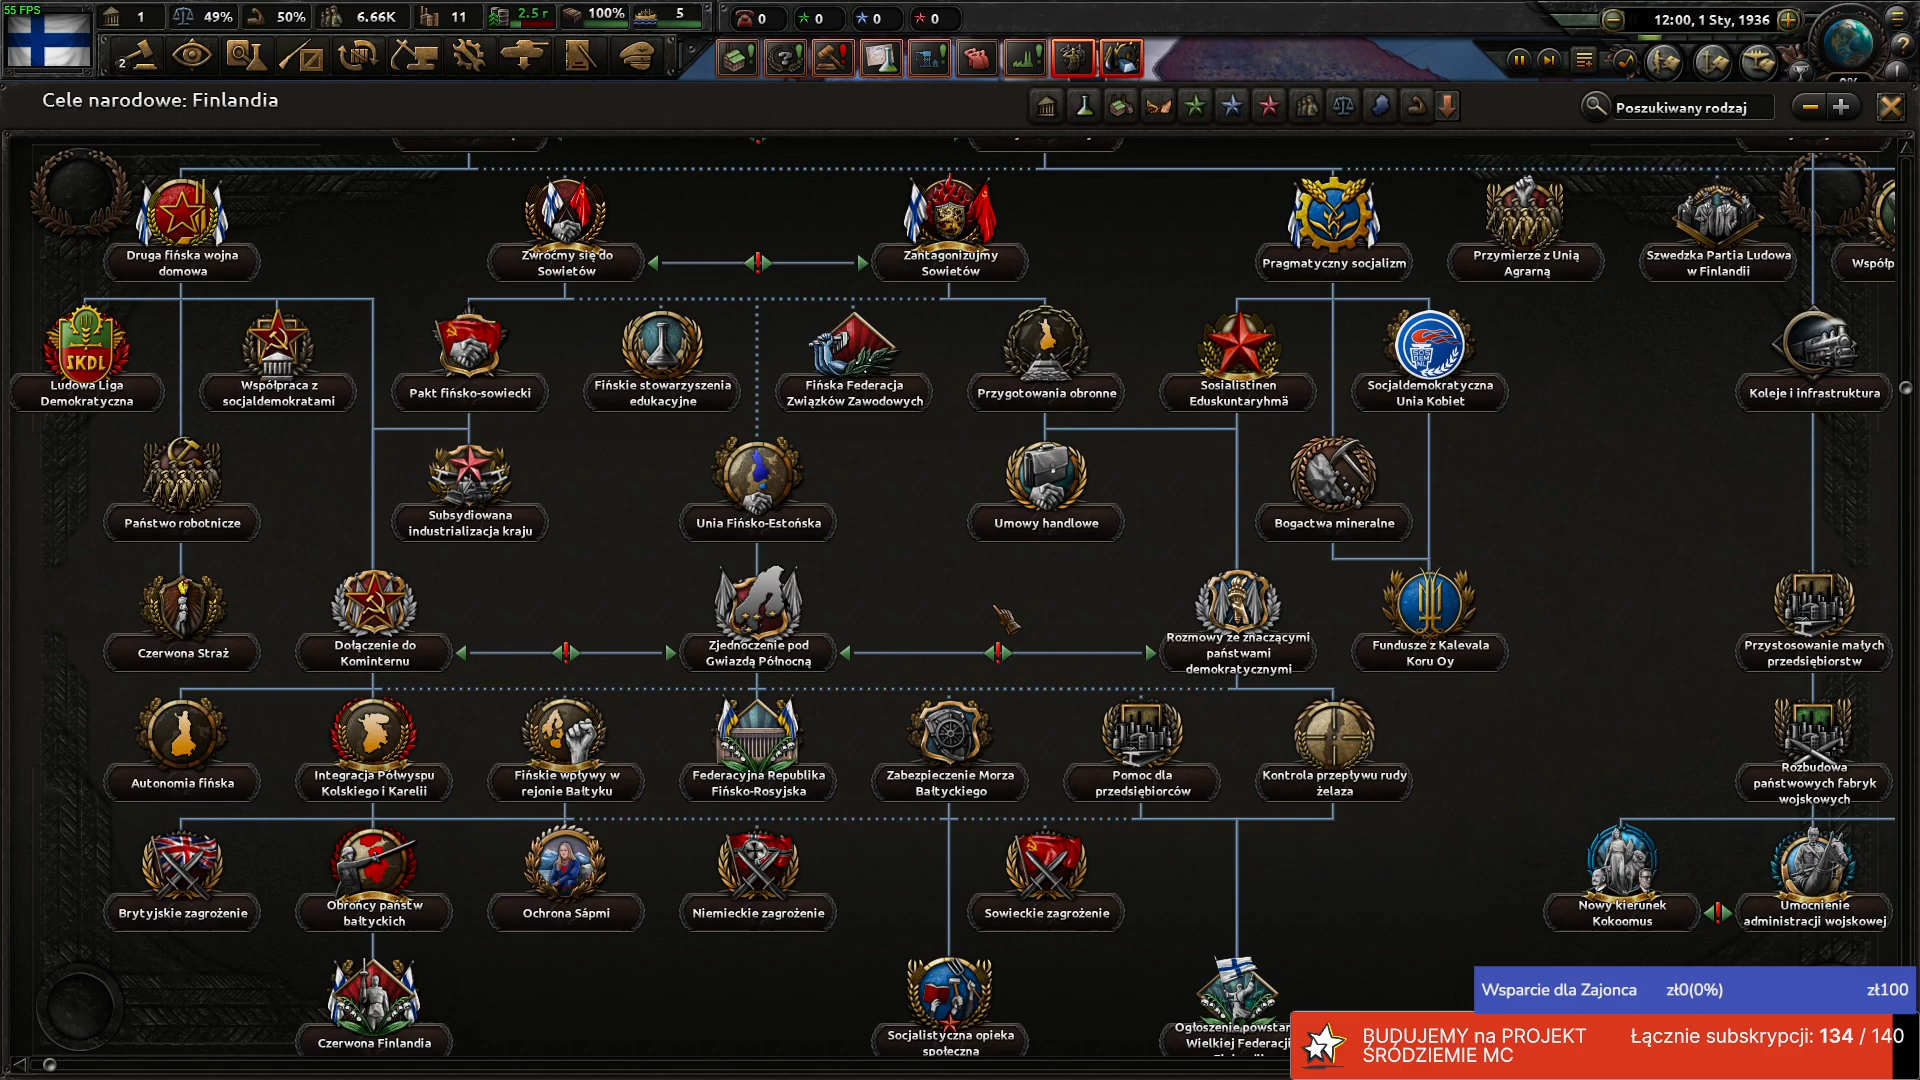 55 FPS
1
49%
50%
6.66K
11
2.5 r
100%
5
0
0
0
0
12:00, 1 Sty, 1936
2
Cele narodowe: Finlandia
Poszukiwany rodzaj
Druga fińska wojna
domowa
Zwróćmy się do
Sowietów
Zantagonizujmy
Sowietów
Pragmatyczny socjalizm
Przymierze z Unią
Agrarną
Szwedzka Partia Ludowa
w Finlandii
SKDL
Ludowa Liga
Demokratyczna
Współpraca z
socjaldemokratami
Pakt fińsko-sowiecki
Fińskie stowarzyszenia
edukacyjne
Fińska Federacja
Związków Zawodowych
Przygotowania obronne
Sosialistinen
Eduskuntaryhmä
Socjaldemokratyczna
Unia Kobiet
Koleje i infrastruktura
Państwo robotnicze
Subsydiowana
industrializacja kraju
Unia Fińsko-Estońska
Umowy handlowe
Bogactwa mineralne
Czerwona Straż
Dołączenie do
Kominternu
Zjednoczenie pod
Gwiazdą Północną
Rozmowy ze znaczącymi
państwami
demokratycznymi
Fundusze z Kalevala
Koru Oy
Przystosowanie małych
przedsiębiorstw
Autonomia fińska
Integracja Półwyspu
Kolskiego i Karelii
Fińskie wpływy w
rejonie Bałtyku
Federacyjna Republika
Fińsko-Rosyjska
Zabezpieczenie Morza
Bałtyckiego
Pomoc dla
przedsiębiorców
Kontrola przepływu rudy
żelaza
Rozbudowa
państwowych fabryk
wojskowych
Brytyjskie zagrożenie
Obrońcy państw
bałtyckich
Ochrona Sápmi
Niemieckie zagrożenie
Sowieckie zagrożenie
Nowy kierunek
Kokoomus
Umocnienie
administracji wojskowej
Czerwona Finlandia
Socjalistyczna opieka
społeczna
Wielkiej Federacji
Wsparcie dla Zajonca zł0(0%) zł100
BUDUJEMY na PROJEKT
ŚRÓDZIEMIE MC
Łącznie subskrypcji: 134 / 140